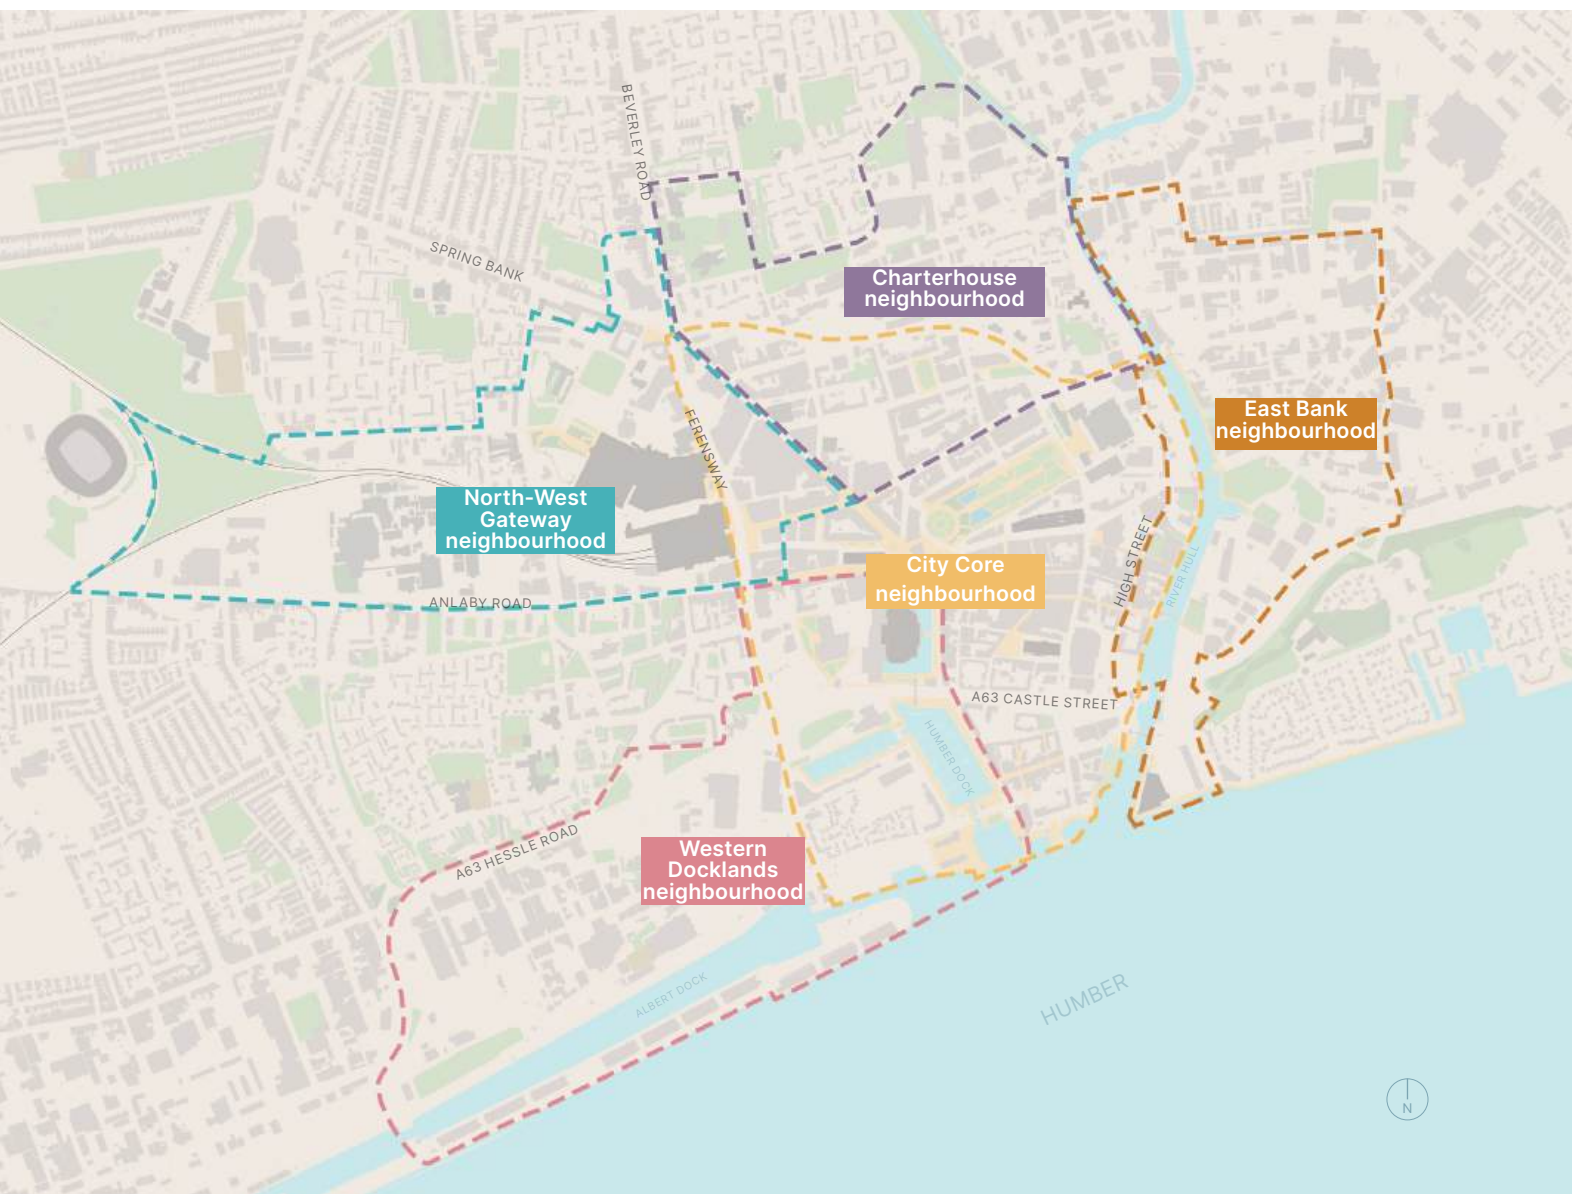 BEVERLEY ROAD
SPRING BANK
Charterhouse
neighbourhood
East Bank
neighbourhood
FERENSWAY
North-West
Gateway
neighbourhood
HIGH STREET
RIVER HULL
City Core
neighbourhood
ANLABY ROAD
A63 CASTLE STREET
HUMBER DOCK
A63 HESSLE ROAD
Western
Docklands
neighbourhood
ALBERT DOCK
HUMBER
N